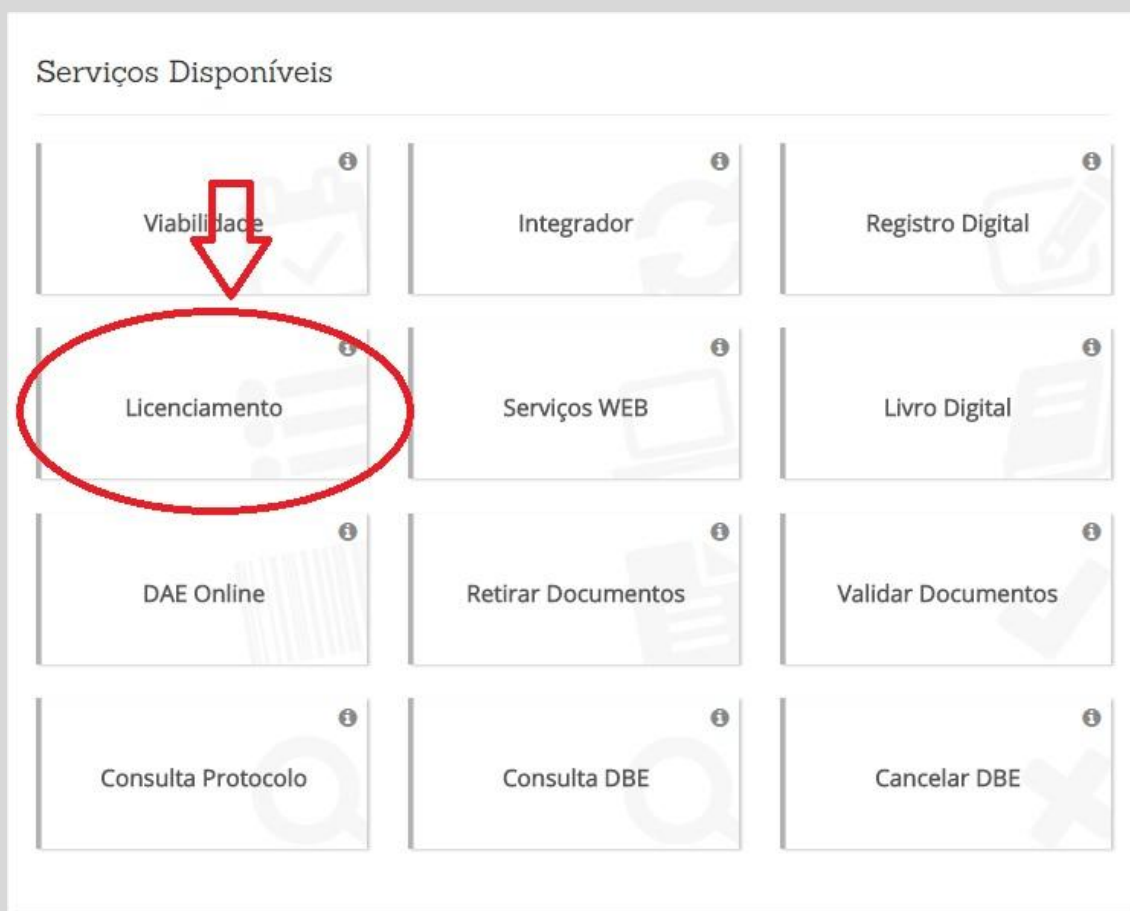 Serviços Disponíveis
Viabilidade
Integrador
Registro Digital
Licenciamento
Serviços WEB
Livro Digital
DAE Online
Retirar Documentos
Validar Documentos
Consulta Protocolo
Consulta DBE
Cancelar DBE